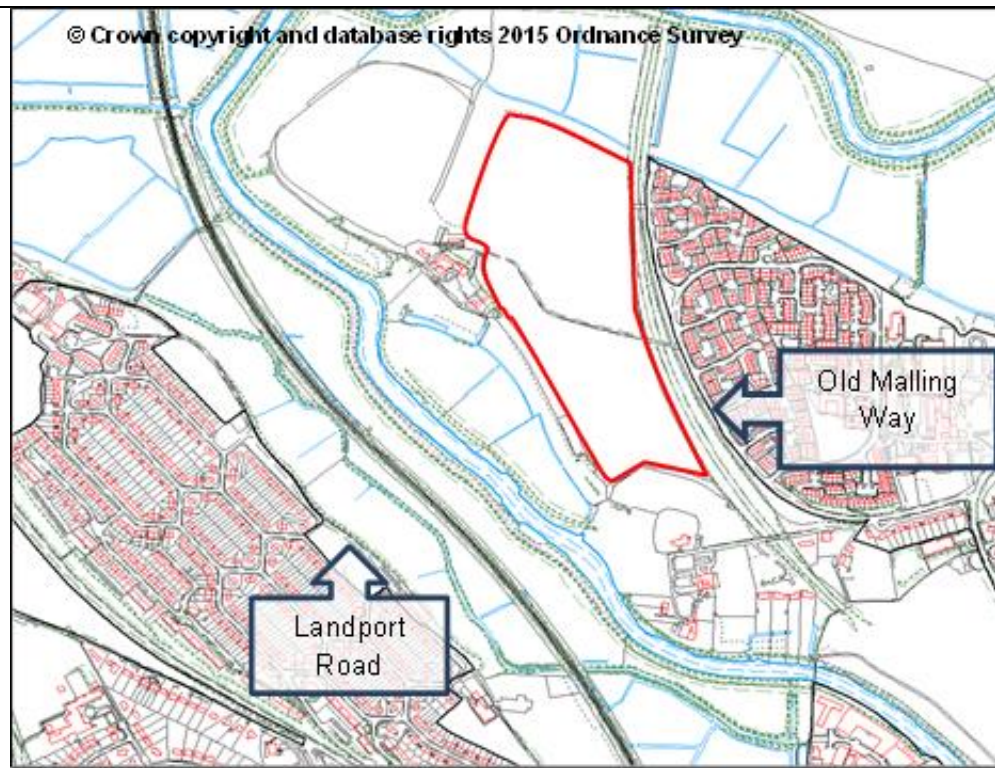 © Crown copyright and database rights 2015 Ordnance Survey
Old Malling
Way
Landport
Road